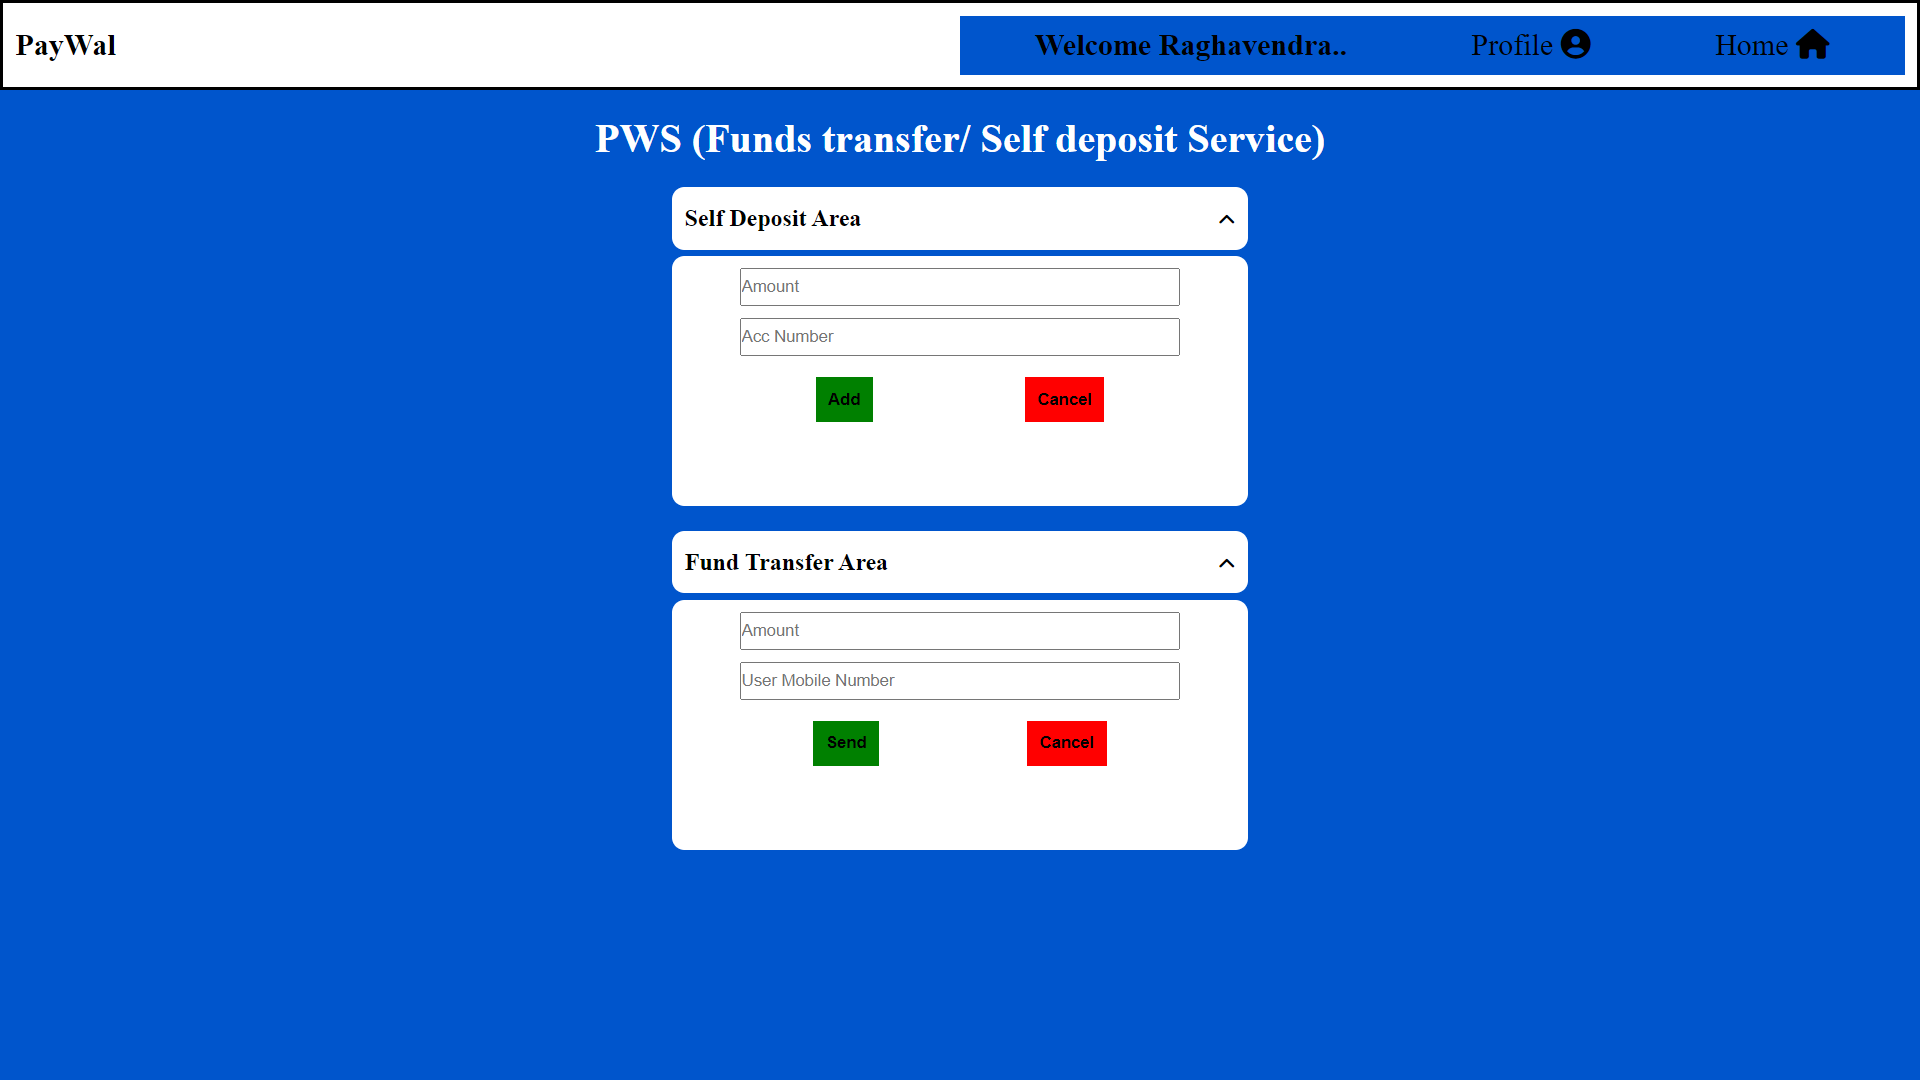 PayWal
Welcome Raghavendra..
Profile
Home
PWS (Funds transfer/ Self deposit Service)
Self Deposit Area
Amount
Acc Number
Add
Cancel
Fund Transfer Area
Amount
User Mobile Number
Send
Cancel